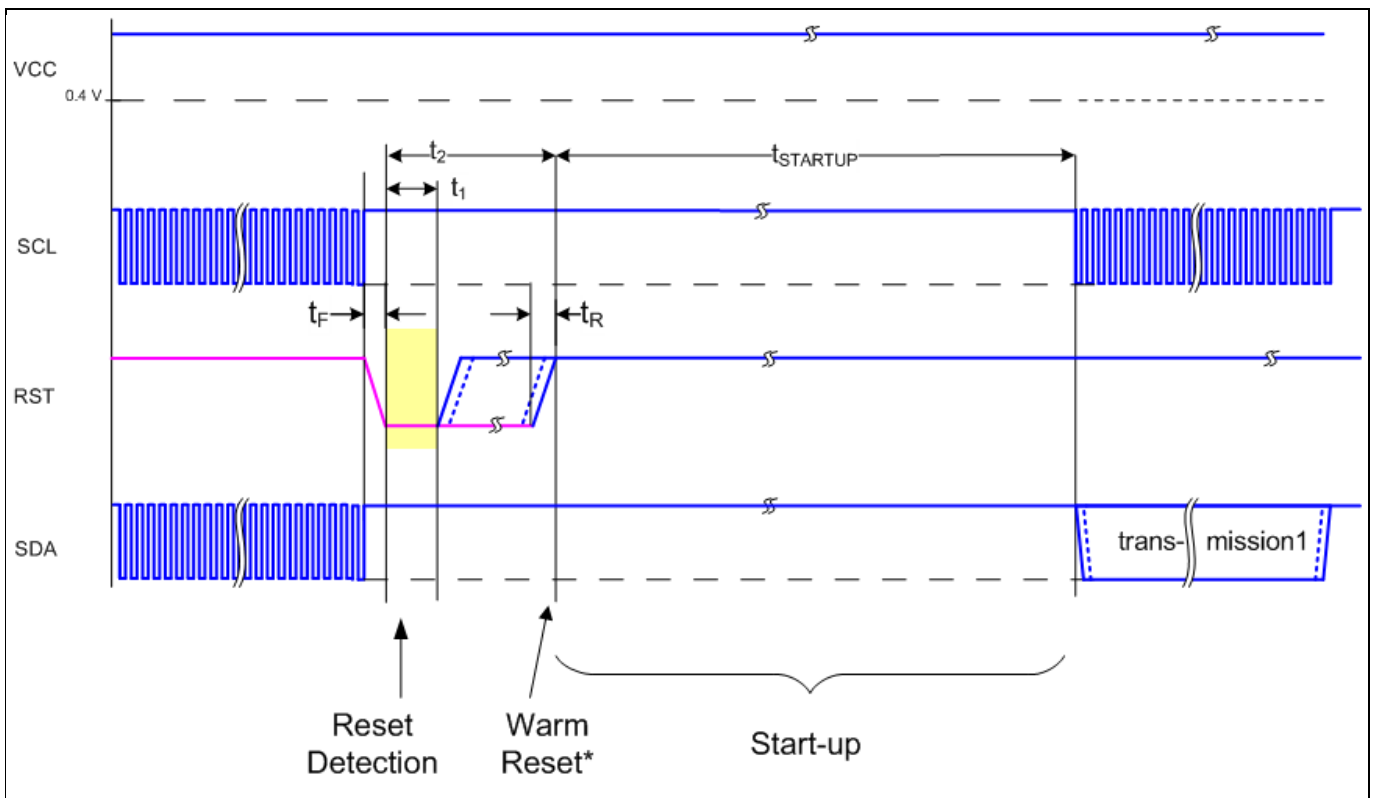 VCC
0.4 V
t2
tSTARTUP
t1
SCL
tF
tR
RST
SDA
trans- mission1
Reset
Detection
Warm
Reset*
Start-up